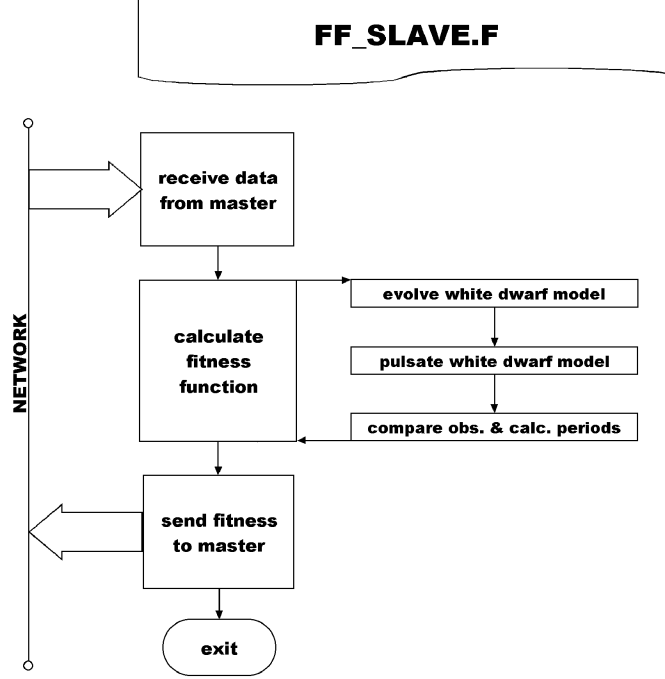 FF_SLAVE.F
receive data
from master
calculate
fitness
function
evolve white dwarf model
pulsate white dwarf model
compare obs. & calc. periods
NETWORK
send fitness
to master
exit